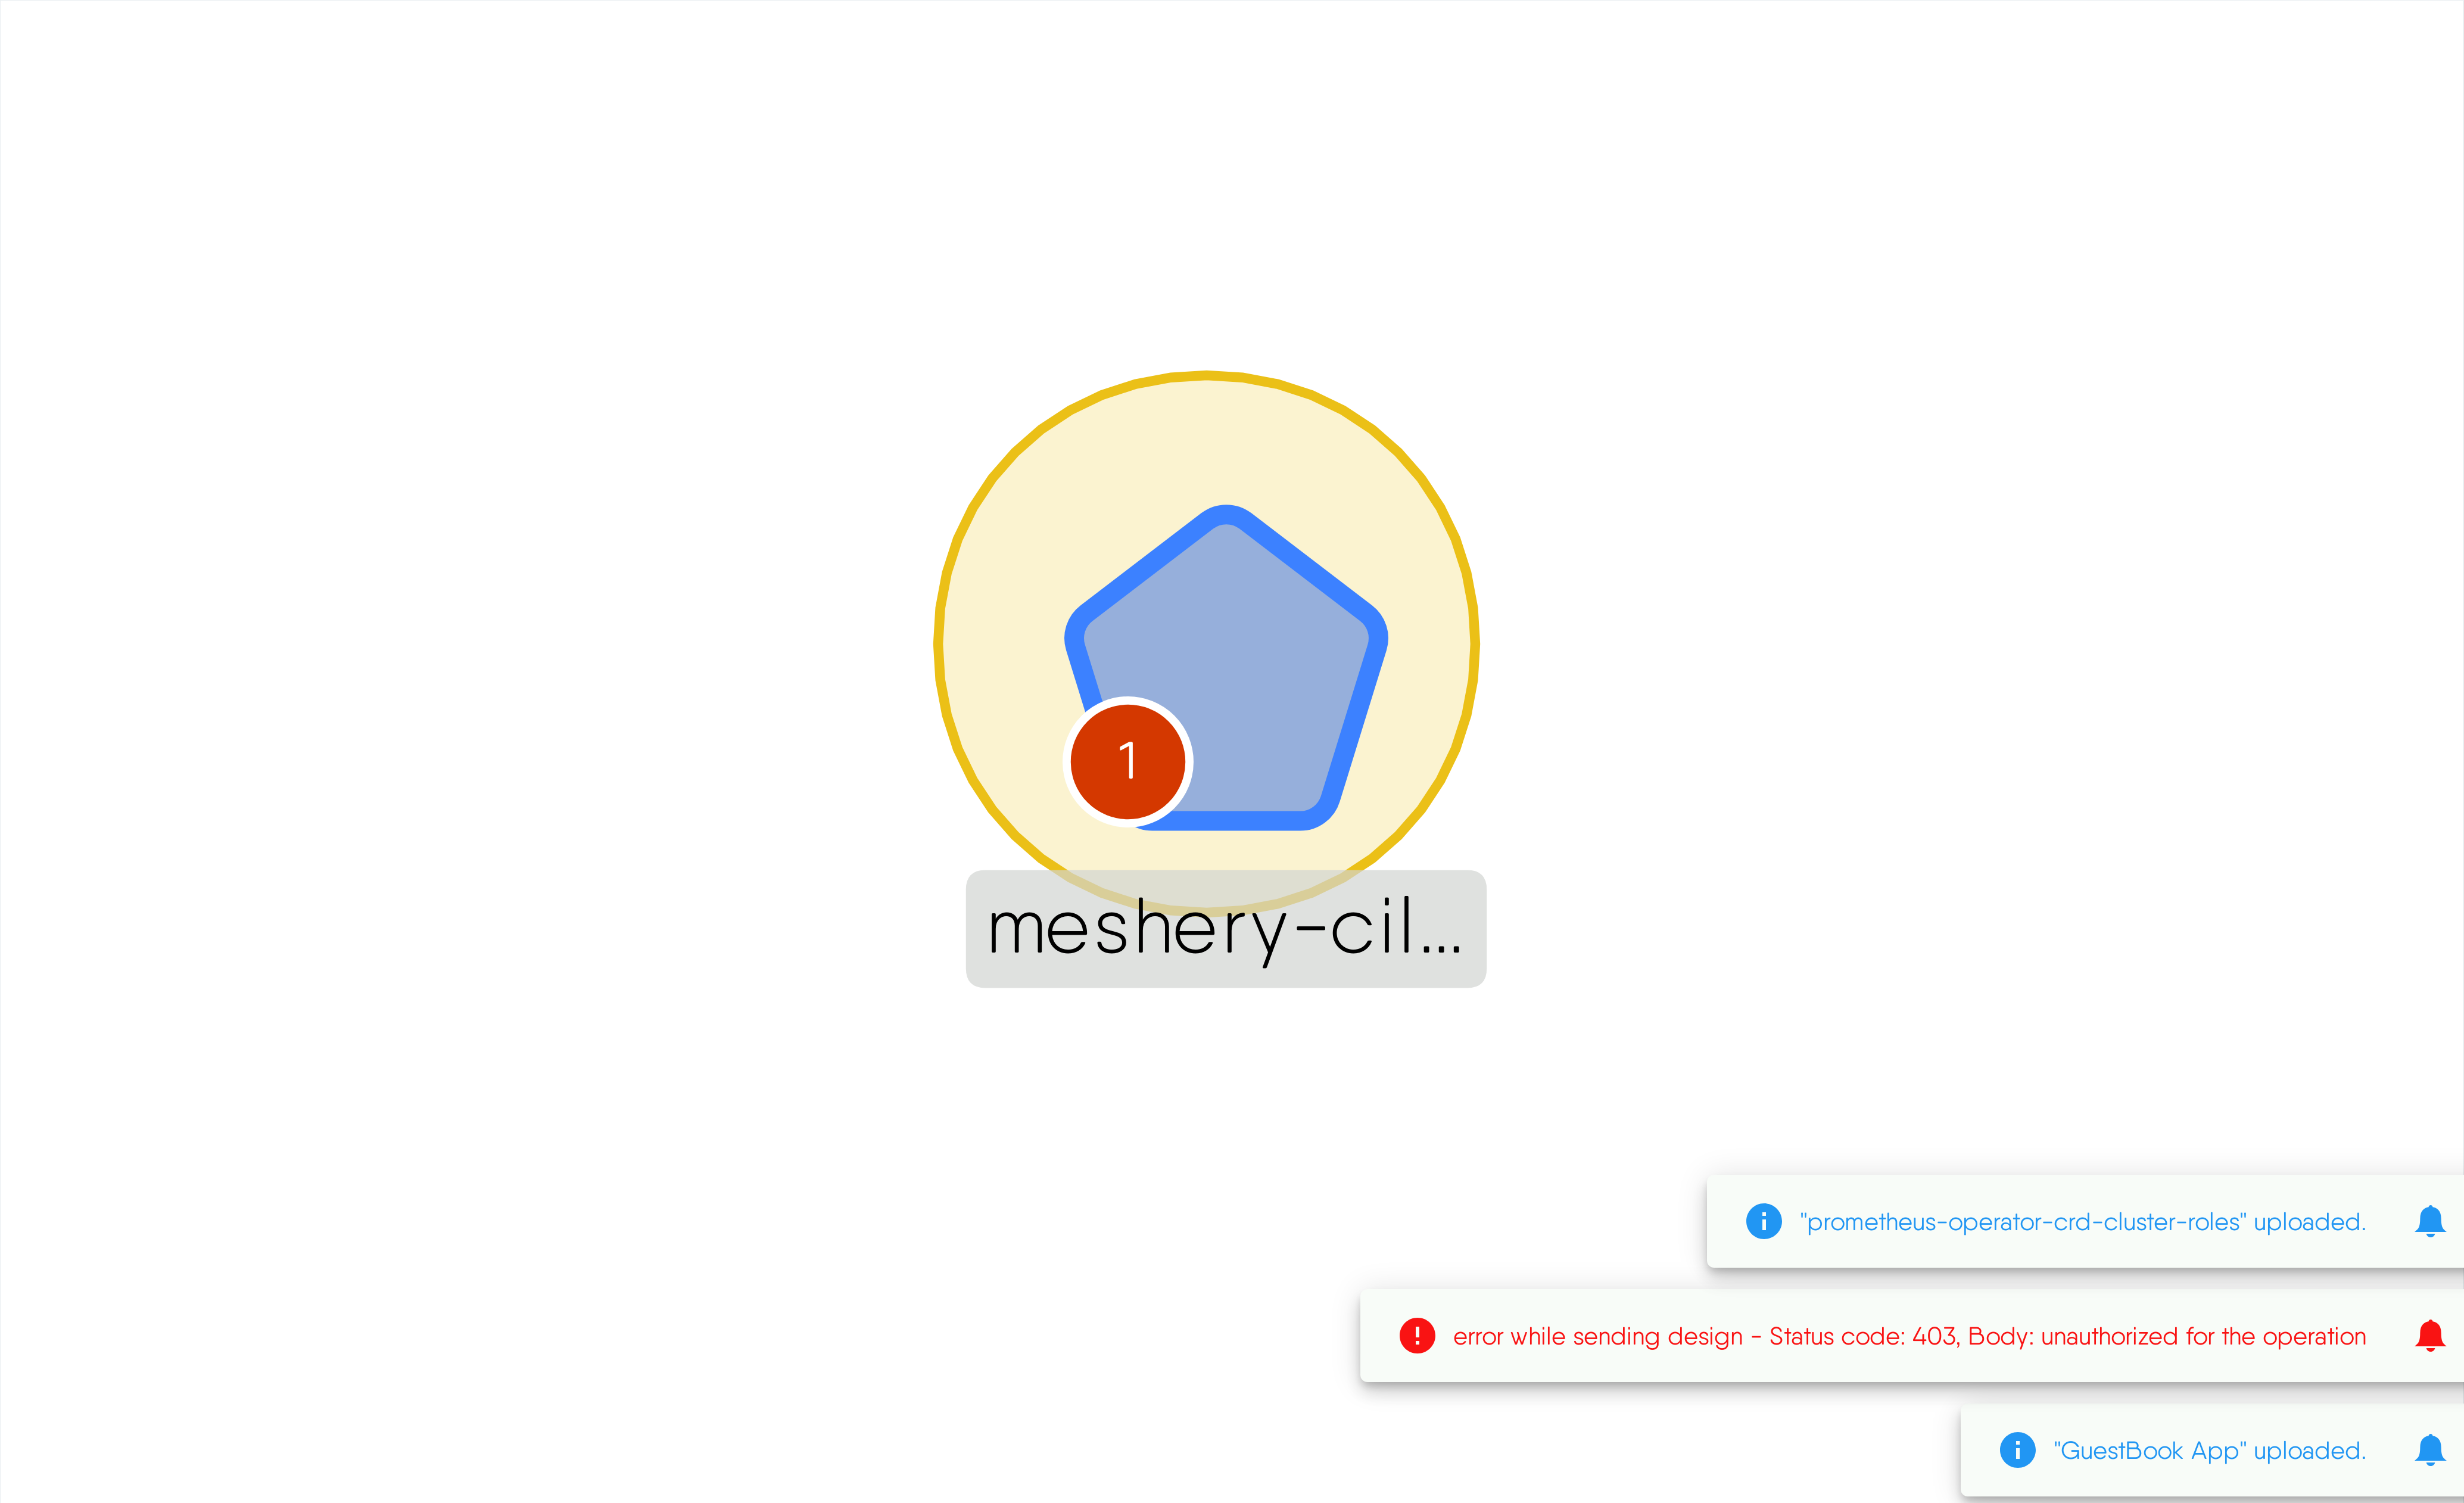 1
meshery-cil...
"prometheus-operator-crd-cluster-roles" uploaded.
error while sending design - Status code: 403, Body: unauthorized for the operation
"GuestBook App" uploaded.